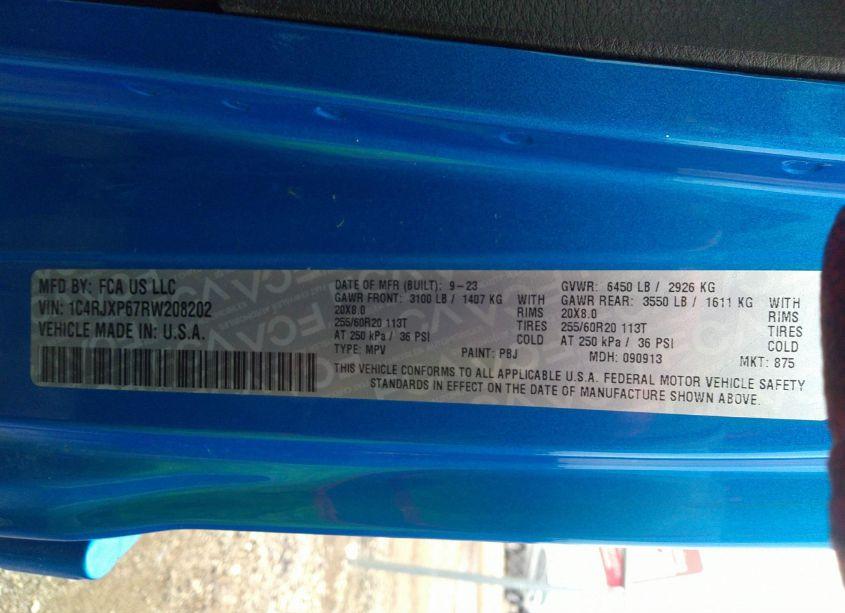 MFD BY: FCA US LLC
VIN: 1C4RJXP67RW208202
VEHICLE MADE IN: U.S.A.
DATE OF MFR (BUILT): 9-23
GAWR FRONT: 3100 LB / 1407 KG WITH
20X8.0 RIMS
255/60R20 113T TIRES
AT 250 kPa / 36 PSI COLD
TYPE: MPV PAINT: PBJ
GVWR: 6450 LB / 2926 KG
GAWR REAR: 3550 LB / 1611 KG WITH
20X8.0 RIMS
255/60R20 113T TIRES
AT 250 kPa / 36 PSI COLD
MDH: 090913 MKT: 875
THIS VEHICLE CONFORMS TO ALL APPLICABLE U.S.A. FEDERAL MOTOR VEHICLE SAFETY
STANDARDS IN EFFECT ON THE DATE OF MANUFACTURE SHOWN ABOVE.